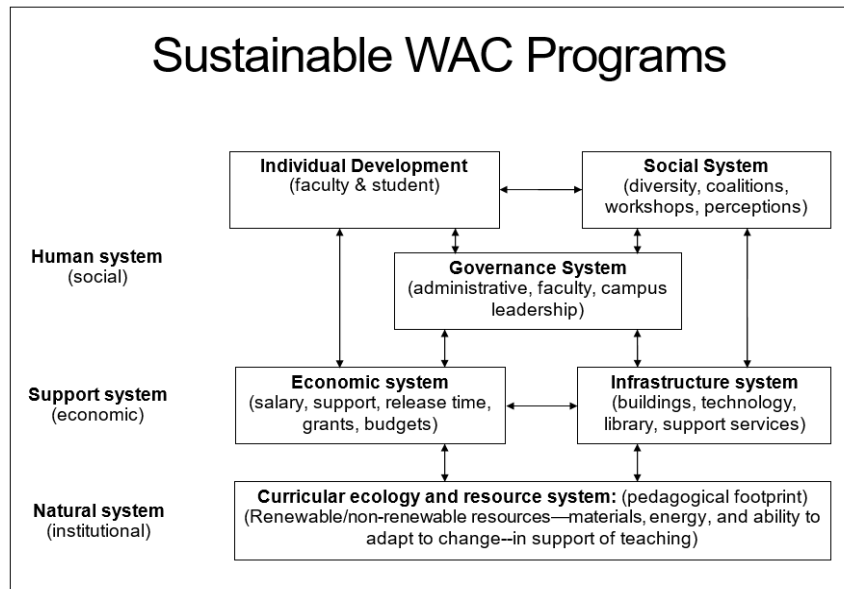 Sustainable WAC Programs
Individual Development
(faculty & student)
Social System
(diversity, coalitions,
workshops, perceptions)
Human system
(social)
Governance System
(administrative, faculty, campus
leadership)
Support system
(economic)
Economic system
(salary, support, release time,
grants, budgets)
Infrastructure system
(buildings, technology,
library, support services)
Natural system
(institutional)
Curricular ecology and resource system: (pedagogical footprint)
(Renewable/non-renewable resources—materials, energy, and ability to
adapt to change--in support of teaching)